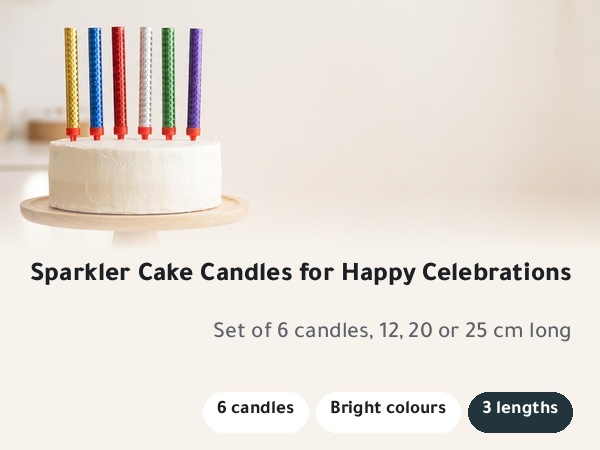 Sparkler Cake Candles for Happy Celebrations
Set of 6 candles, 12, 20 or 25 cm long
6 candles
Bright colours
3 lengths